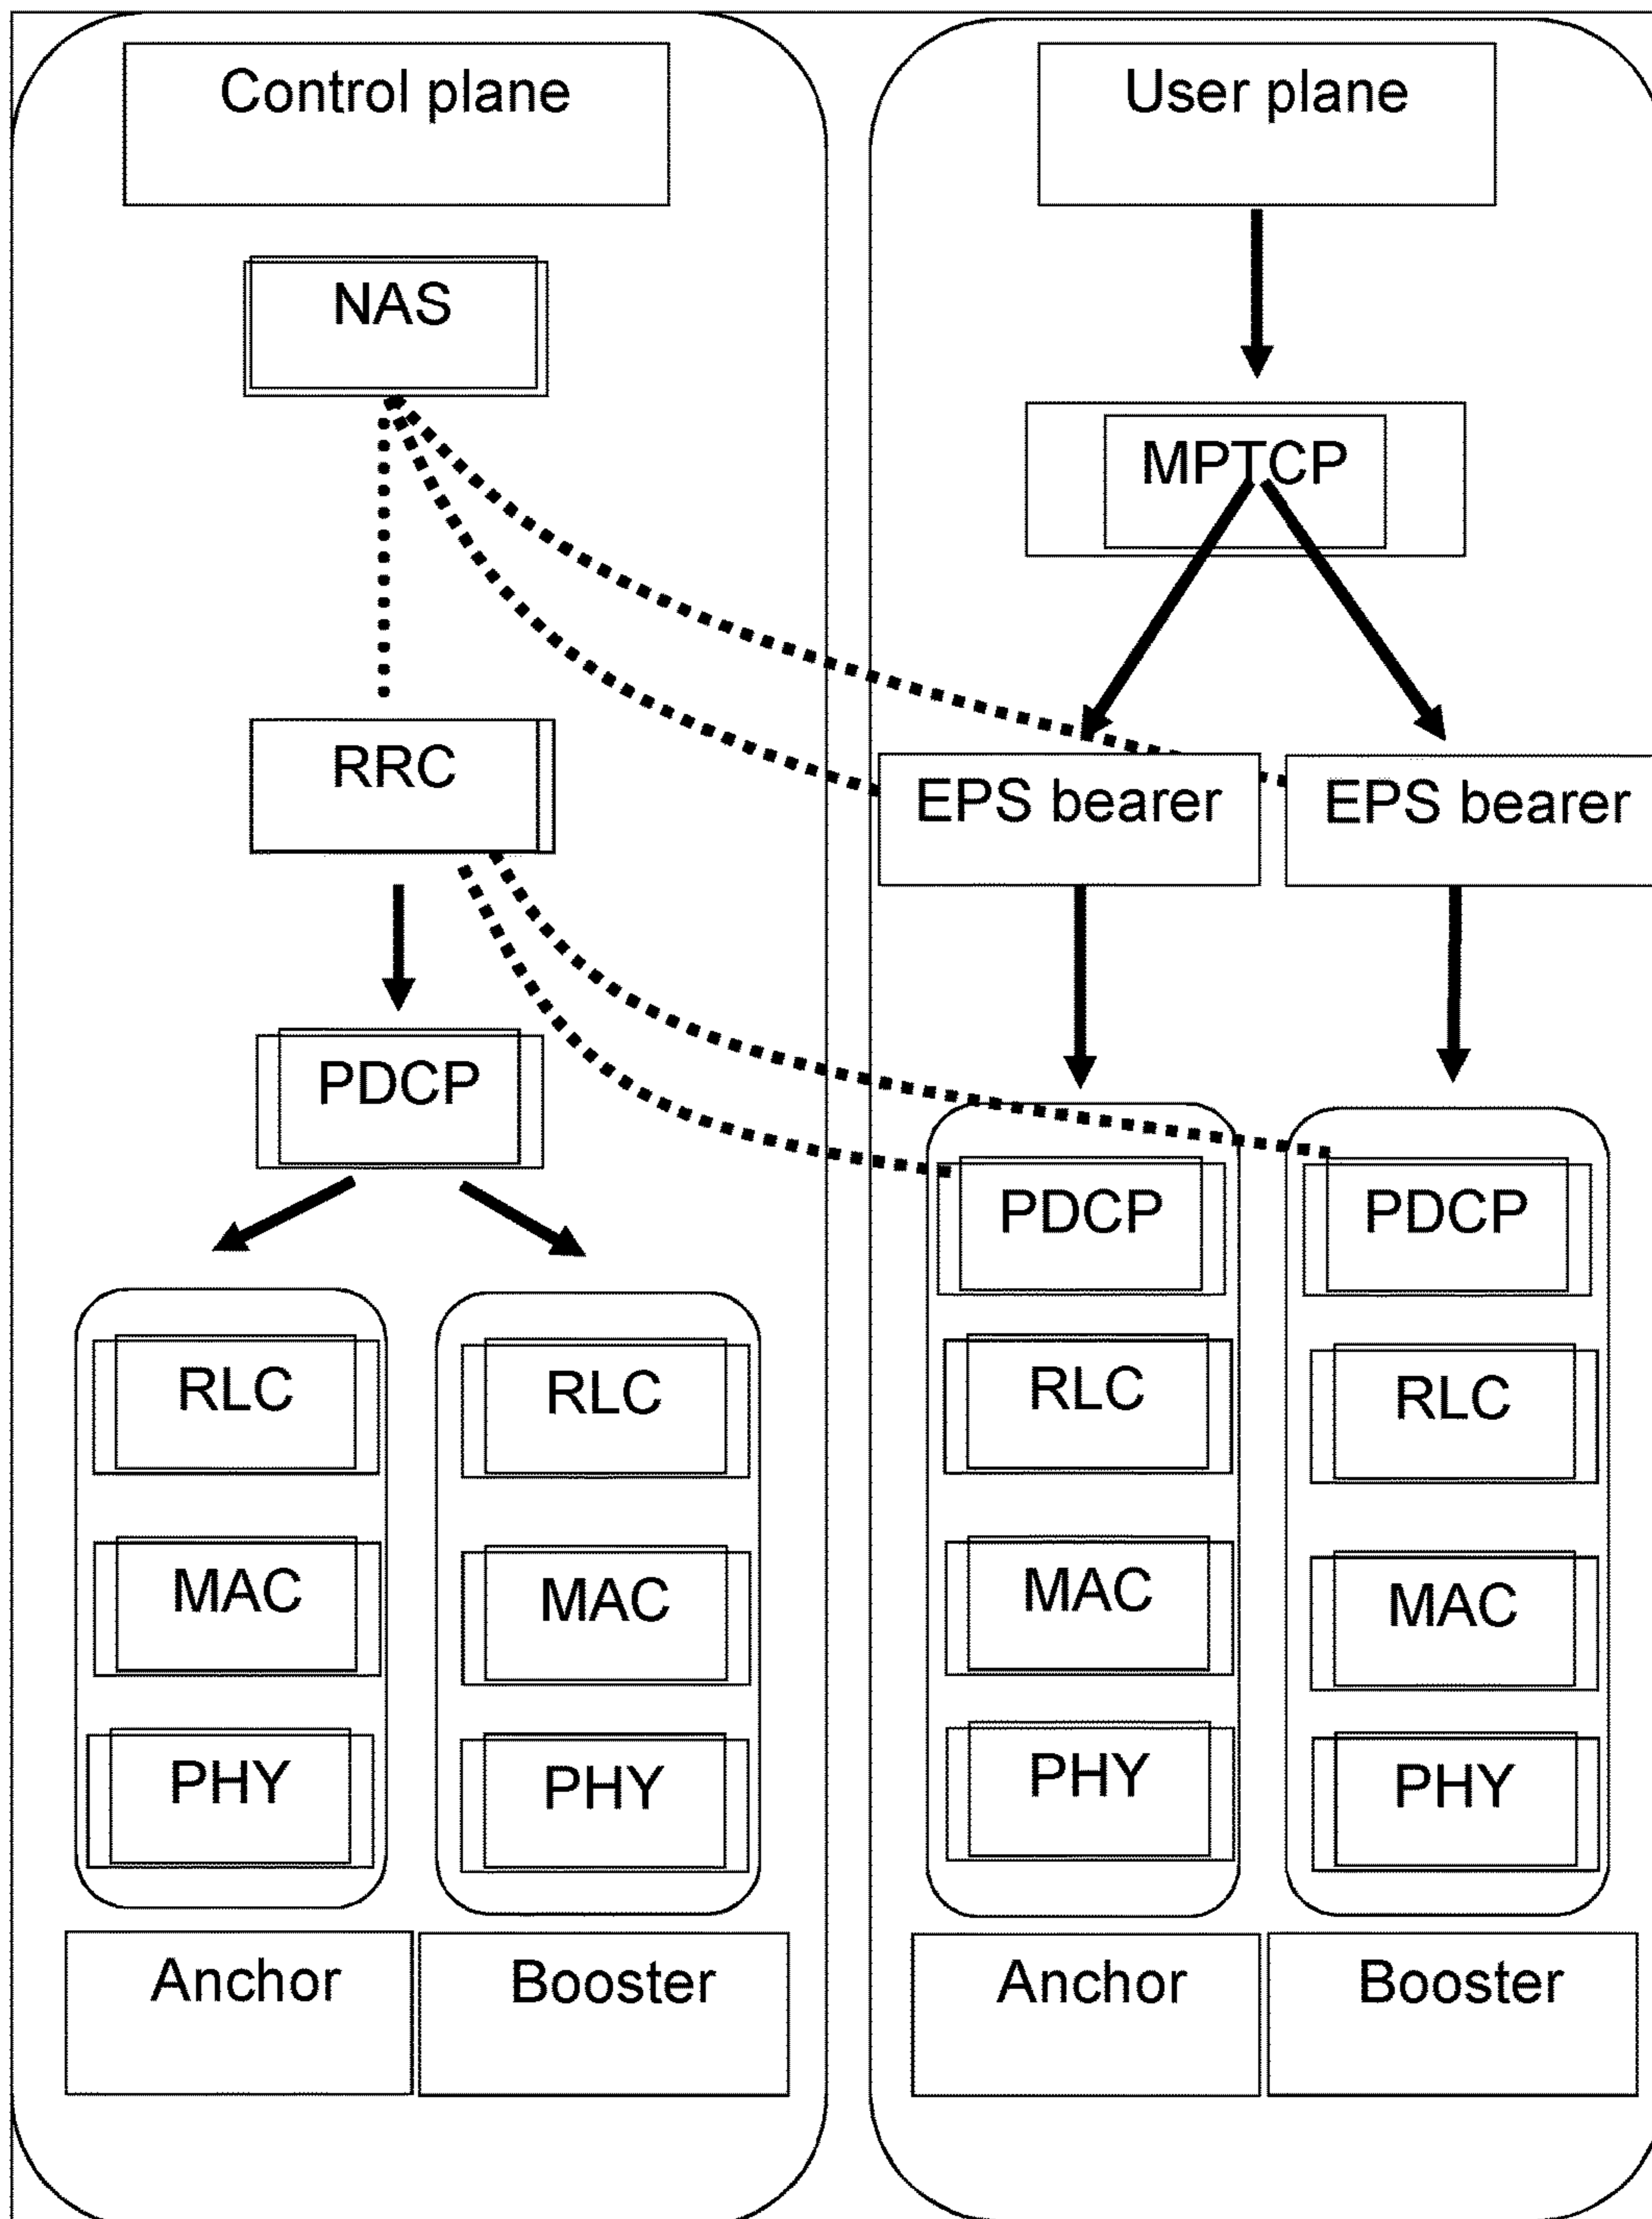 Control plane
NAS
RRC
PDCP
RLC
RLC
MAC
MAC
PHY
PHY
Anchor
Booster
User plane
MPTCP
EPS bearer
EPS bearer
PDCP
PDCP
RLC
RLC
MAC
MAC
PHY
PHY
Anchor
Booster